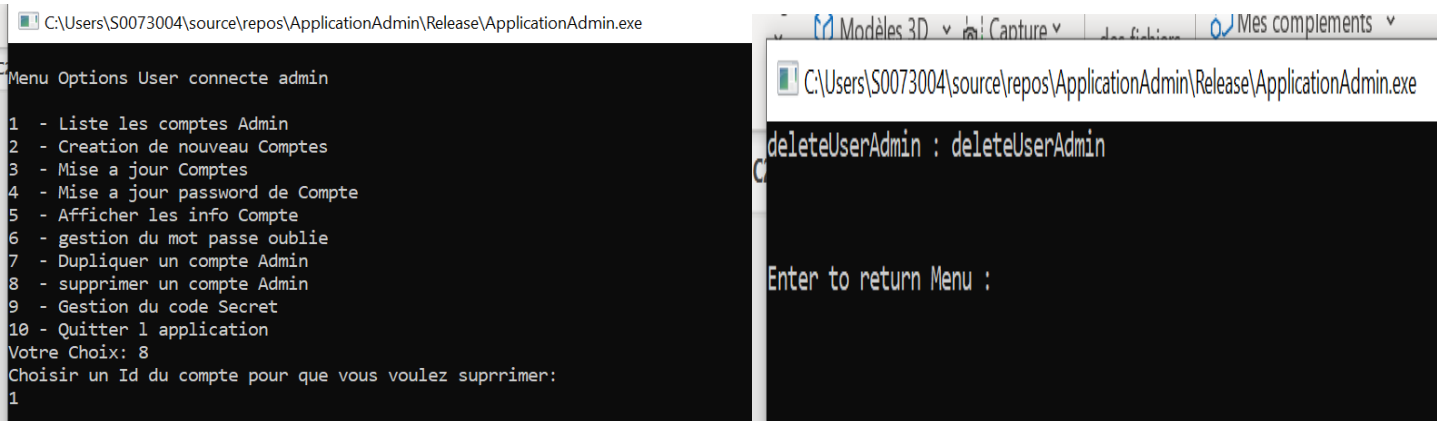 C:\Users\S0073004\source\repos\ApplicationAdmin\Release\ApplicationAdmin.exe
Menu Options User connecte admin
1 - Liste les comptes Admin
2 - Creation de nouveau Comptes
3 - Mise a jour Comptes
4 - Mise a jour password de Compte
5 - Afficher les info Compte
6 - gestion du mot passe oublie
7 - Dupliquer un compte Admin
8 - supprimer un compte Admin
9 - Gestion du code Secret
10 - Quitter l application
Votre Choix: 8
Choisir un Id du compte pour que vous voulez suprrimer:
1
Modèles 3D Capture Mes compléments
C:\Users\S0073004\source\repos\ApplicationAdmin\Release\ApplicationAdmin.exe
deleteUserAdmin : deleteUserAdmin
Enter to return Menu :